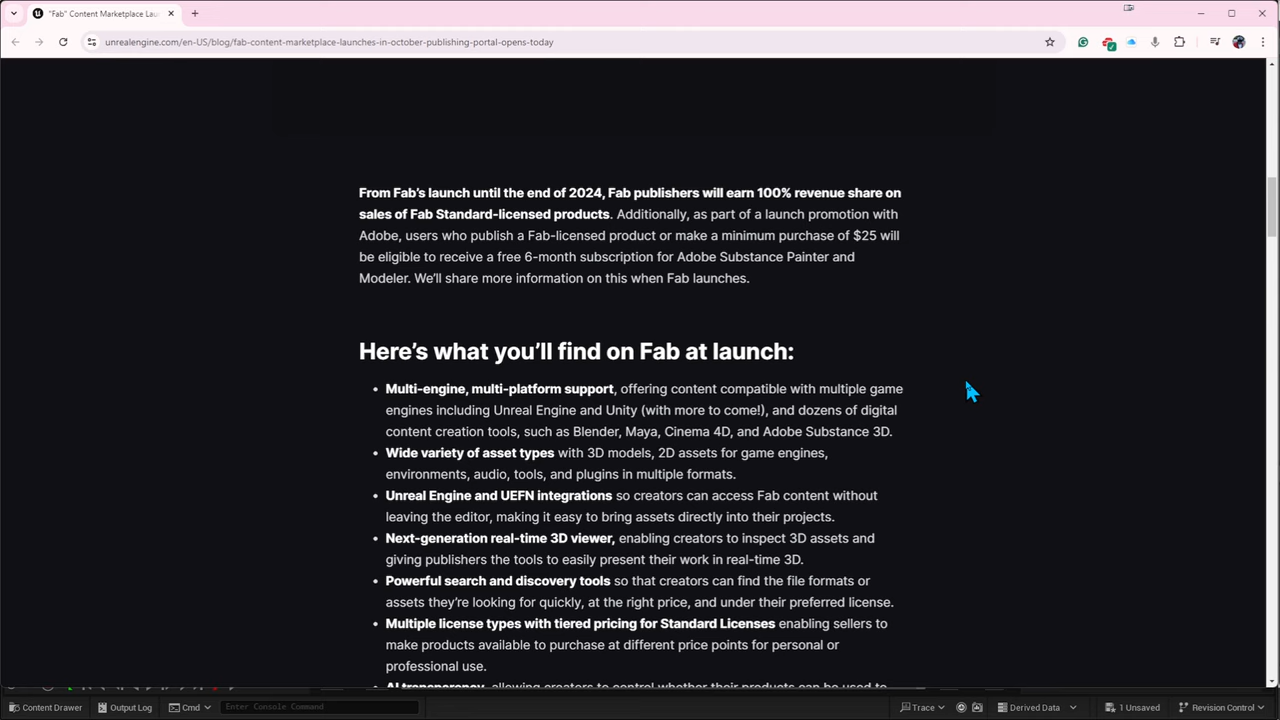 "Fab" Content Marketplace Lau
unrealengine.com/en-US/blog/fab-content-marketplace-launches-in-october-publishing-portal-opens-today
From Fab's launch until the end of 2024, Fab publishers will earn 100% revenue share on
sales of Fab Standard-licensed products. Additionally, as part of a launch promotion with
Adobe, users who publish a Fab-licensed product or make a minimum purchase of $25 will
be eligible to receive a free 6-month subscription for Adobe Substance Painter and
Modeler. We'll share more information on this when Fab launches.
Here's what you'll find on Fab at launch:
• Multi-engine, multi-platform support, offering content compatible with multiple game
engines including Unreal Engine and Unity (with more to come!), and dozens of digital
content creation tools, such as Blender, Maya, Cinema 4D, and Adobe Substance 3D.
• Wide variety of asset types with 3D models, 2D assets for game engines,
environments, audio, tools, and plugins in multiple formats.
• Unreal Engine and UEFN integrations so creators can access Fab content without
leaving the editor, making it easy to bring assets directly into their projects.
• Next-generation real-time 3D viewer, enabling creators to inspect 3D assets and
giving publishers the tools to easily present their work in real-time 3D.
• Powerful search and discovery tools so that creators can find the file formats or
assets they're looking for quickly, at the right price, and under their preferred license.
• Multiple license types with tiered pricing for Standard Licenses enabling sellers to
make products available to purchase at different price points for personal or
professional use.
• AI transparency, allowing creators to control whether their products can be used to
Content Drawer Output Log Cmd Enter Console Command Trace Derived Data 1 Unsaved Revision Control